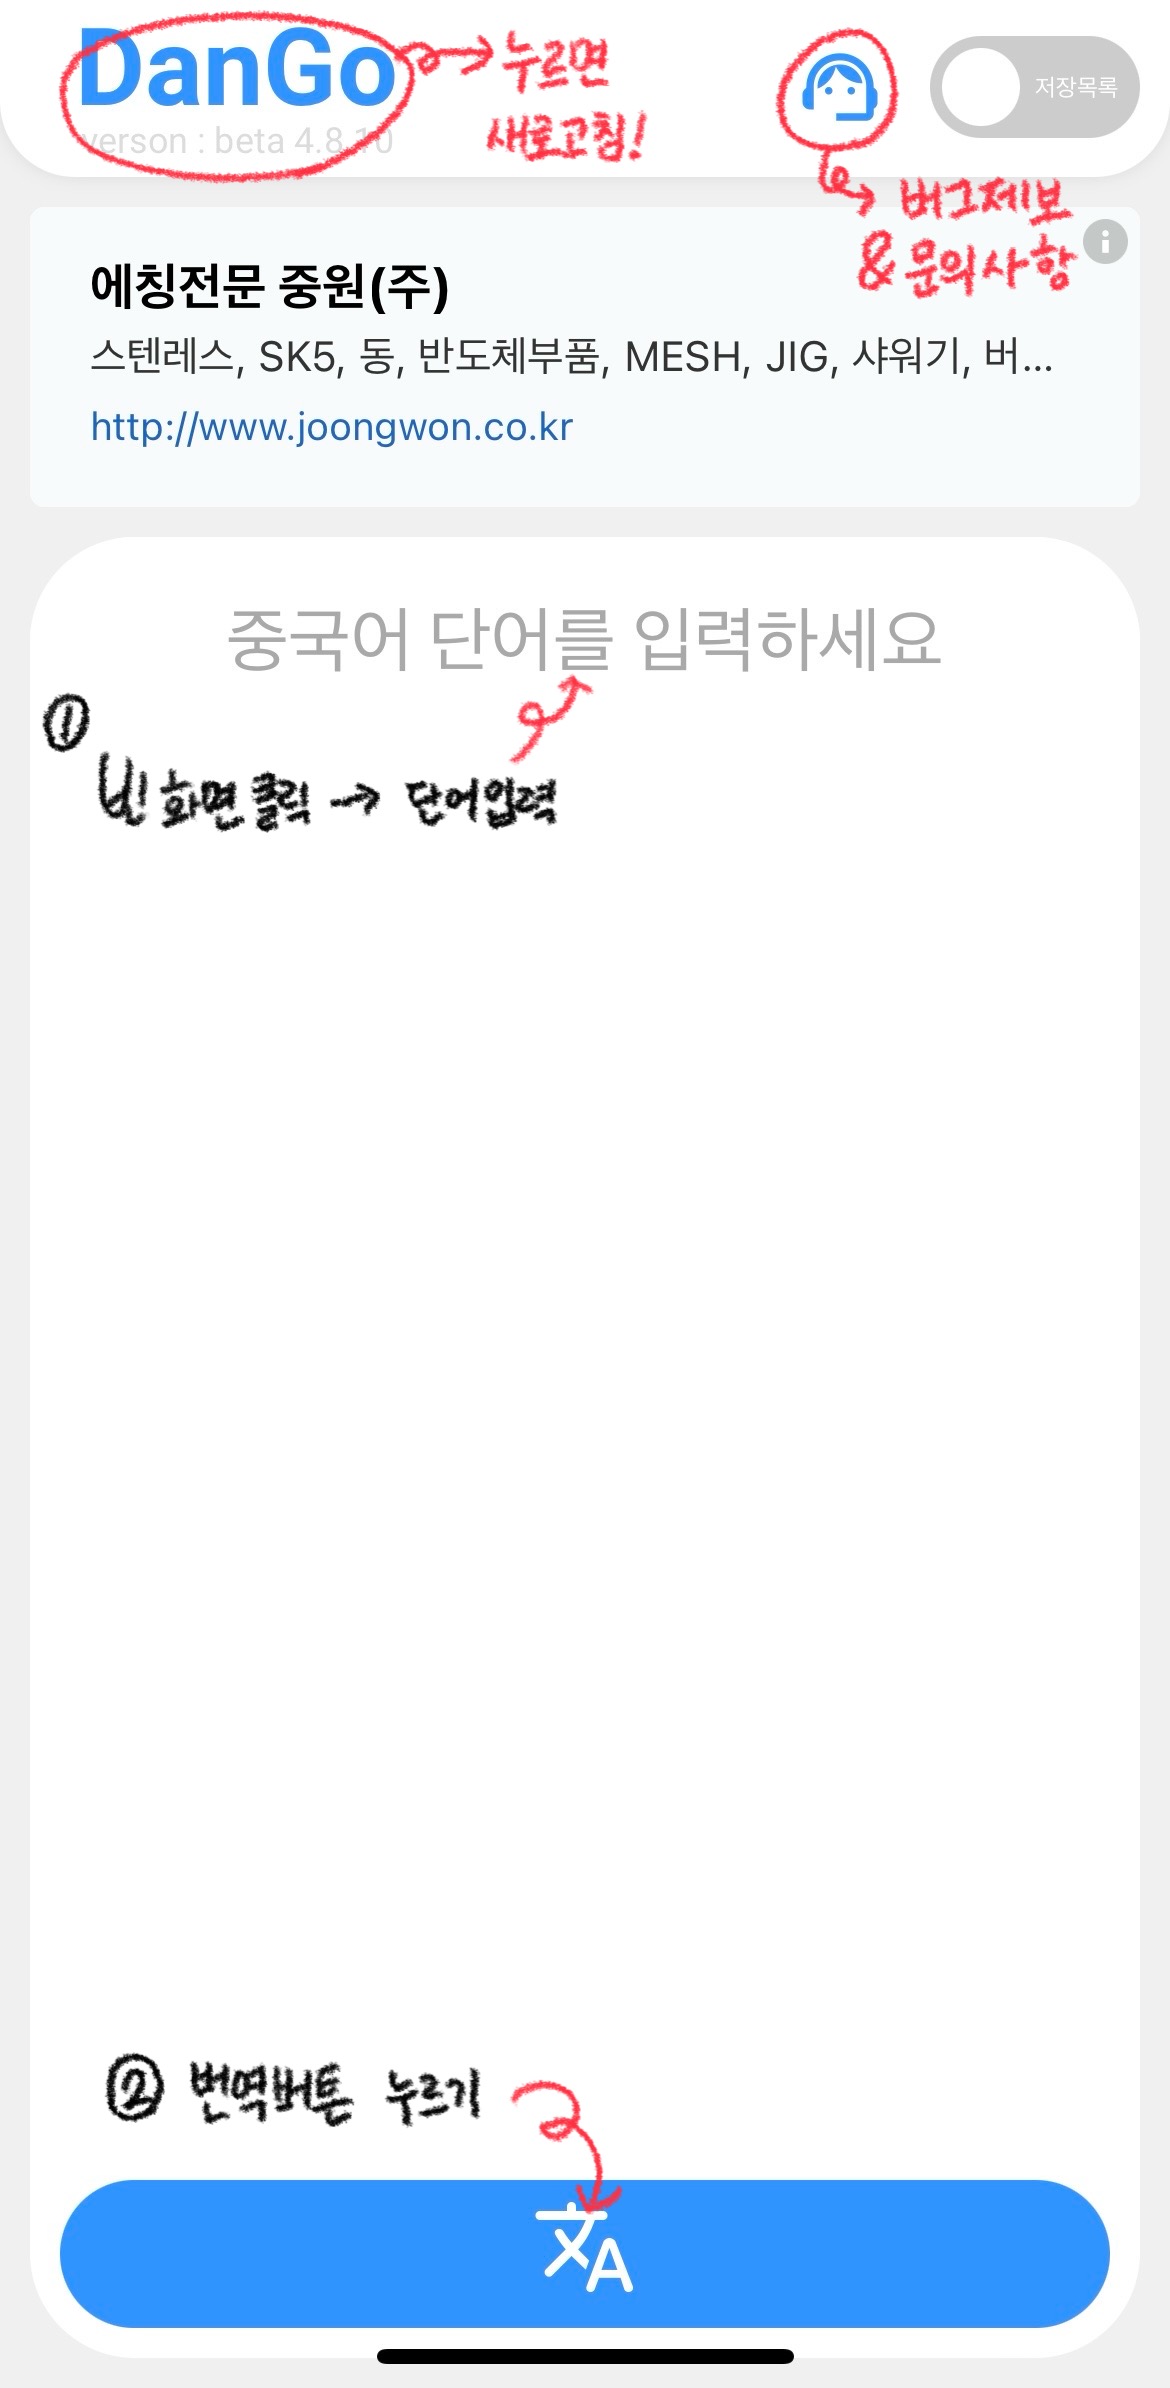 DanGo
verson : beta 4.8.10
누르면
새로고침!
저장목록
버그제보
& 문의사항
에칭전문 중원(주)
스텐레스, SK5, 동, 반도체부품, MESH, JIG, 샤워기, 버...
http://www.joongwon.co.kr
중국어 단어를 입력하세요
①
빈화면클릭 → 단어입력
② 번역버튼 누르기
文A